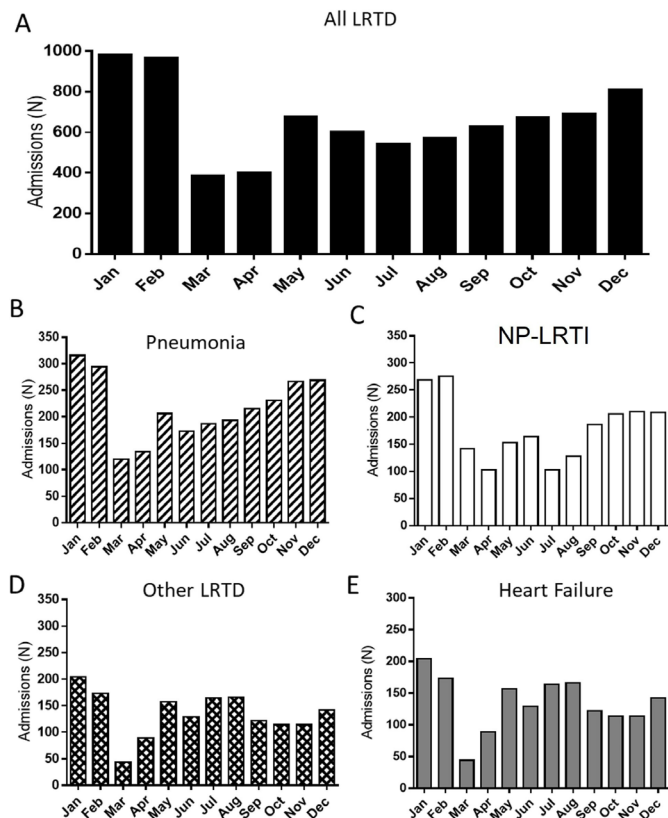 A
All LRTD
Admissions (N)
1000
800
600
400
200
0
Jan Feb Mar Apr May Jun Jul Aug Sep Oct Nov Dec
B
Pneumonia
Admissions (N)
350
300
250
200
150
100
50
0
Jan Feb Mar Apr May Jun Jul Aug Sep Oct Nov Dec
C
NP-LRTI
Admissions (N)
350
300
250
200
150
100
50
0
Jan Feb Mar Apr May Jun Jul Aug Sep Oct Nov Dec
D
Other LRTD
Admissions (N)
350
300
250
200
150
100
50
0
Jan Feb Mar Apr May Jun Jul Aug Sep Oct Nov Dec
E
Heart Failure
Admissions (N)
300
250
200
150
100
50
0
Jan Feb Mar Apr May Jun Jul Aug Sep Oct Nov Dec